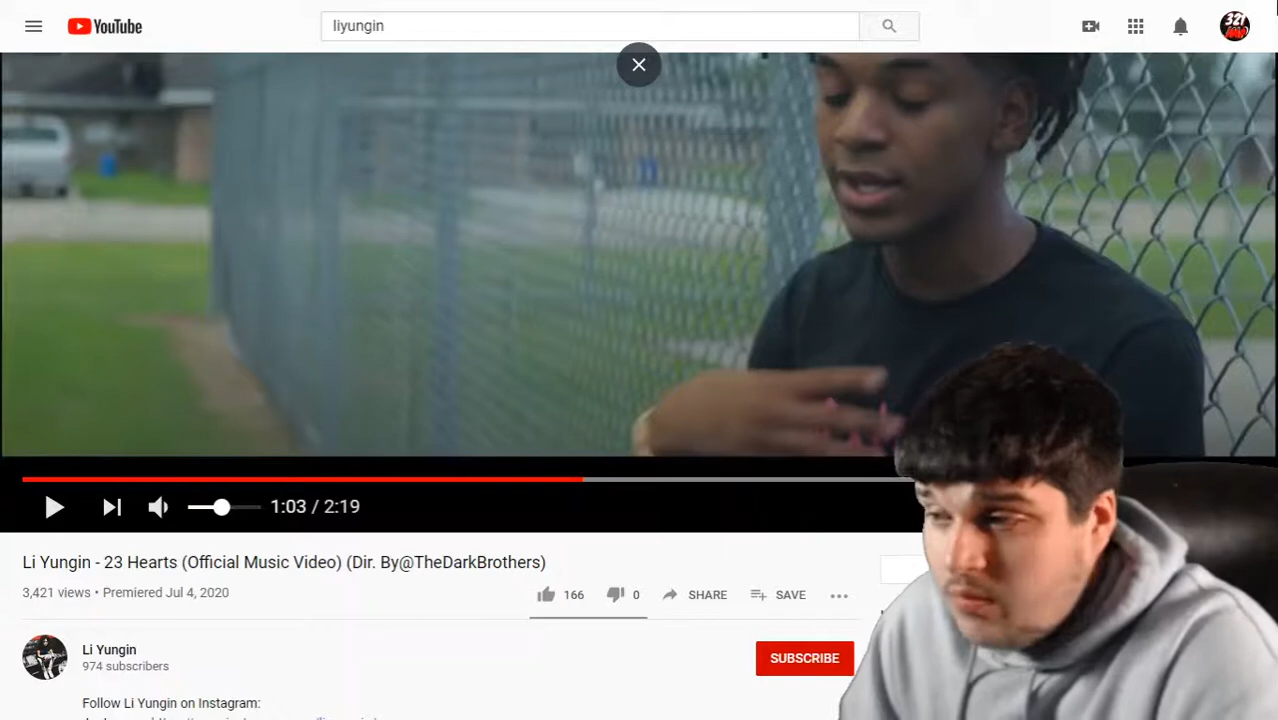 YouTube
liyungin
321
1:03 / 2:19
Li Yungin - 23 Hearts (Official Music Video) (Dir. By@TheDarkBrothers)
3,421 views • Premiered Jul 4, 2020
166
0
SHARE
SAVE
Li Yungin
974 subscribers
SUBSCRIBE
Follow Li Yungin on Instagram: